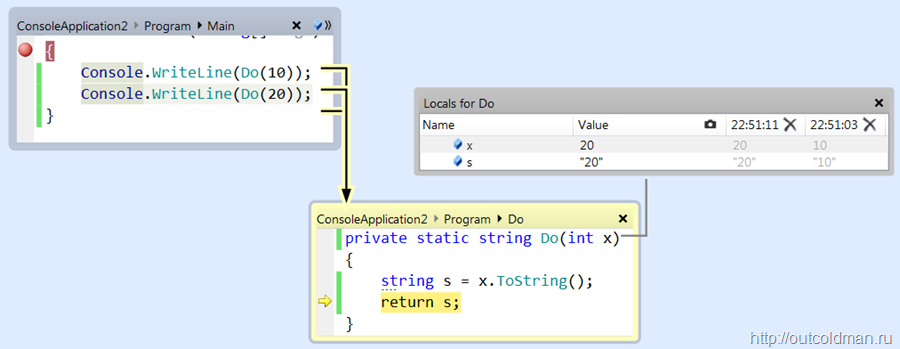 ConsoleApplication2 Program Main
{
Console.WriteLine(Do(10));
Console.WriteLine(Do(20));
}
Locals for Do
Name Value 22:51:11 22:51:03
x 20 20 10
s "20" "20" "10"
ConsoleApplication2 Program Do
private static string Do(int x)
{
string s = x.ToString();
return s;
}
http://outcoldman.ru